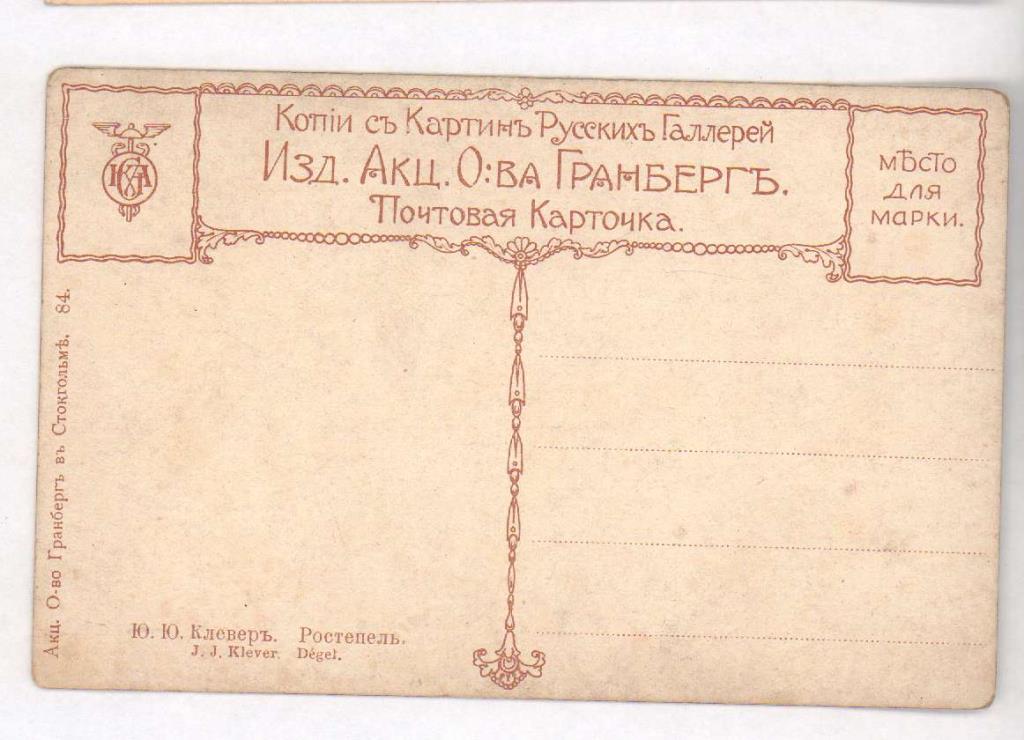 Копіи съ Картинъ Русскихъ Галлерей
Изд. Акц. О:ва Гранбергъ.
Почтовая Карточка.
мѣсто
для
марки.
Акц. О-во Гранбергъ въ Стокгольмѣ. 84.
Ю. Ю. Клеверъ. Ростепель.
J. J. Klever. Dégel.